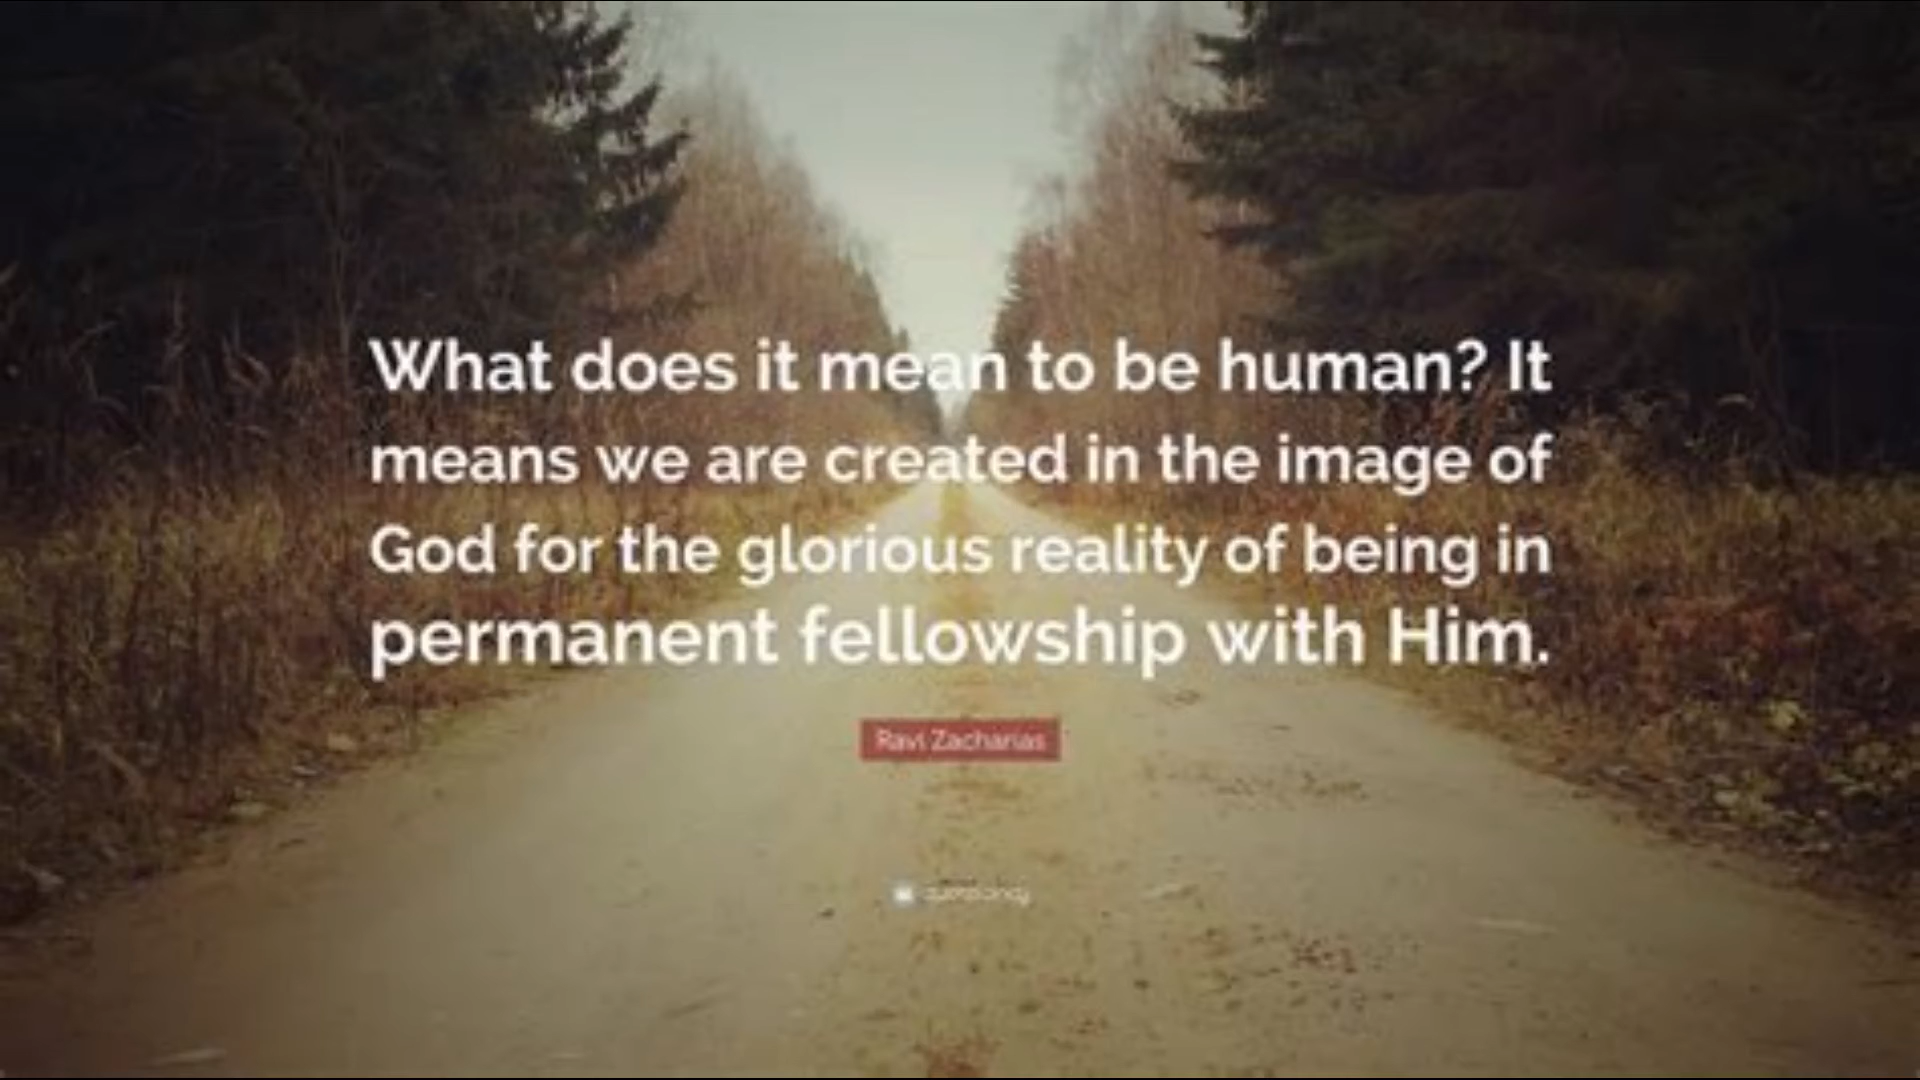 What does it mean to be human? It
means we are created in the image of
God for the glorious reality of being in
permanent fellowship with Him.
Ravi Zacharias